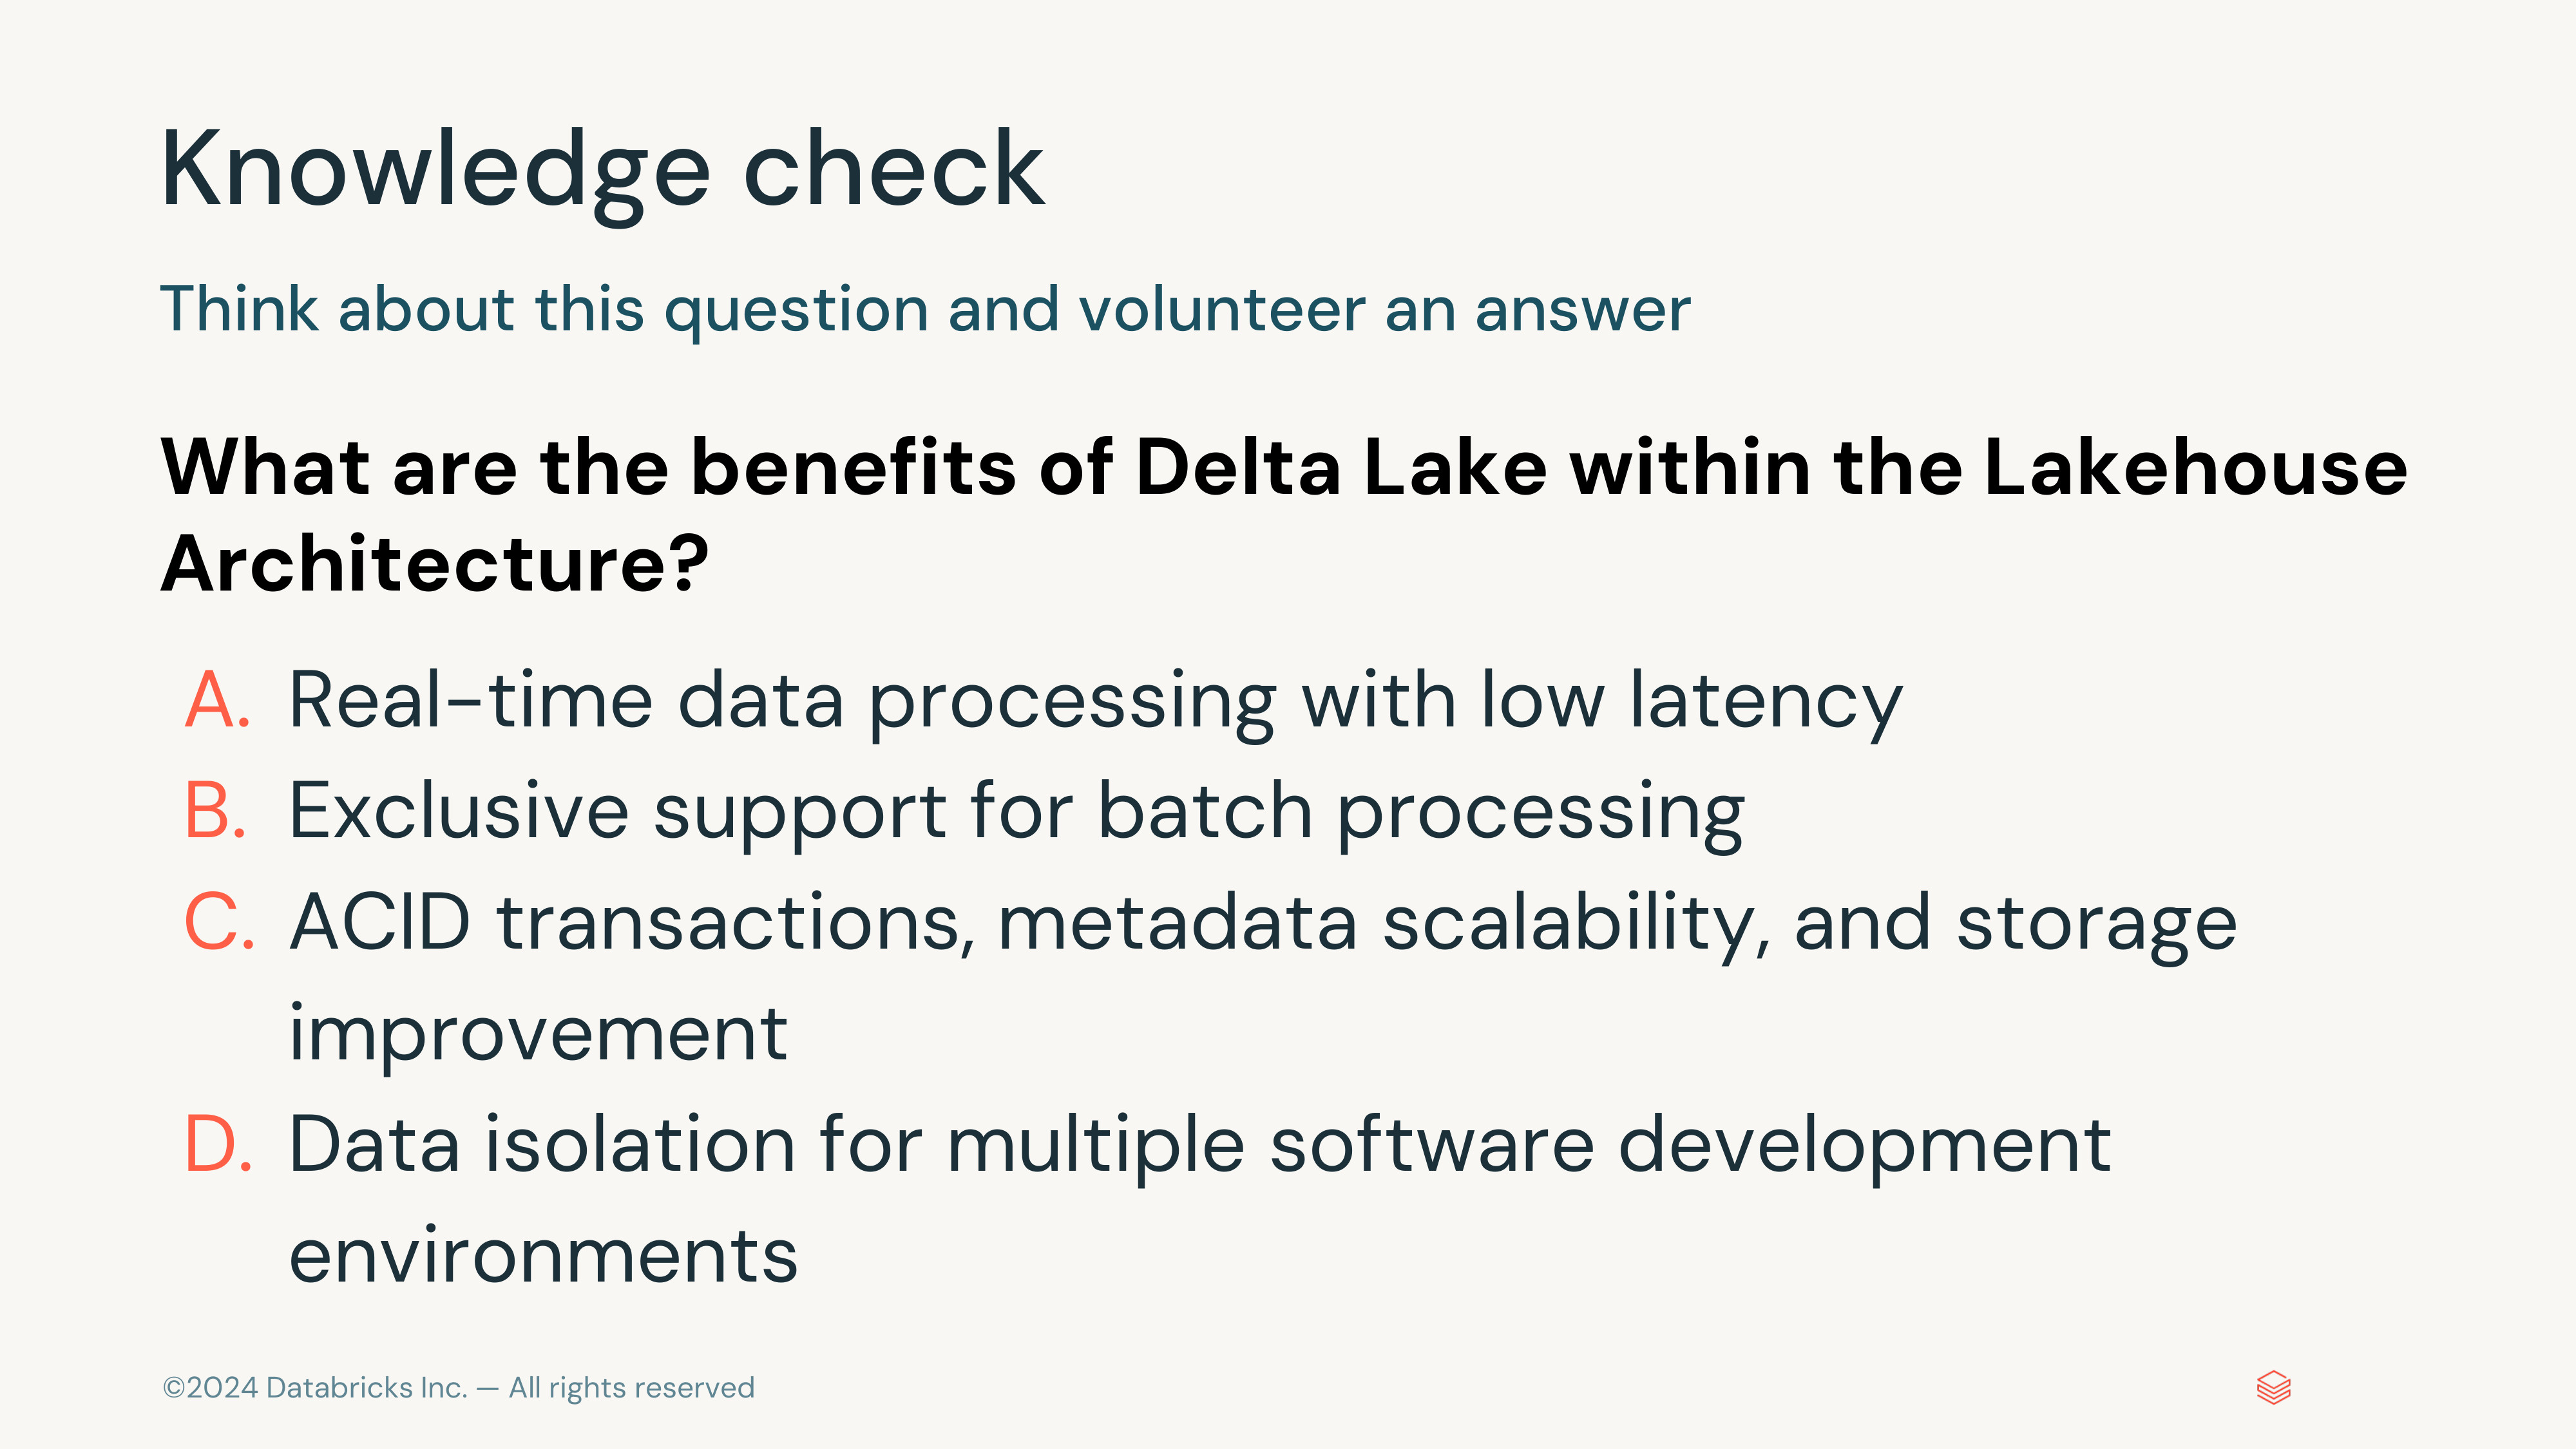 Knowledge check
Think about this question and volunteer an answer
What are the benefits of Delta Lake within the Lakehouse
Architecture?
A. Real-time data processing with low latency
B. Exclusive support for batch processing
C. ACID transactions, metadata scalability, and storage
improvement
D. Data isolation for multiple software development
environments
©2024 Databricks Inc. — All rights reserved